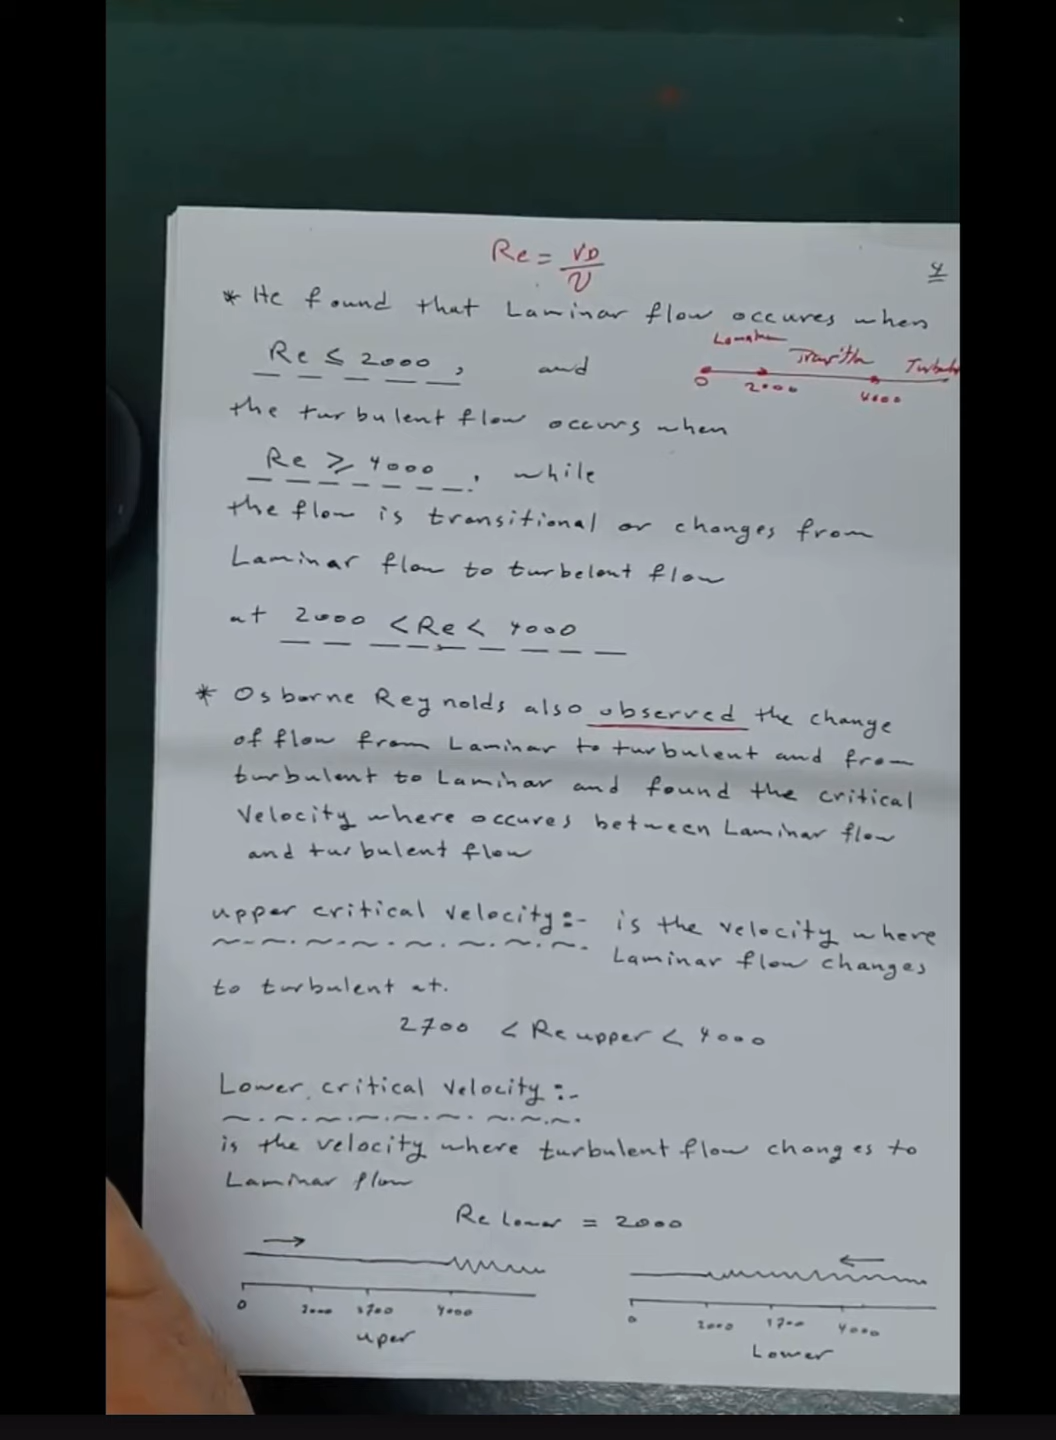 Re = VD/ν
4
* He found that Laminar flow occures when
Re ≤ 2000 , and
0 2000 4000
the turbulent flow occurs when
Re ≥ 4000 , while
the flow is transitional or changes from
Laminar flow to turbelent flow
at 2000 < Re < 4000
* Osborne Reynolds also observed the change
of flow from Laminar to turbulent and from
turbulent to Laminar and found the critical
Velocity where occures between Laminar flow
and turbulent flow
upper critical velocity:- is the velocity where
Laminar flow changes
to turbulent at.
2700 < Re upper < 4000
Lower critical velocity :-
is the velocity where turbulent flow changes to
Laminar flow
Re lower = 2000
0 2000 2700 4000
uper
0 2000 2700 4000
Lower